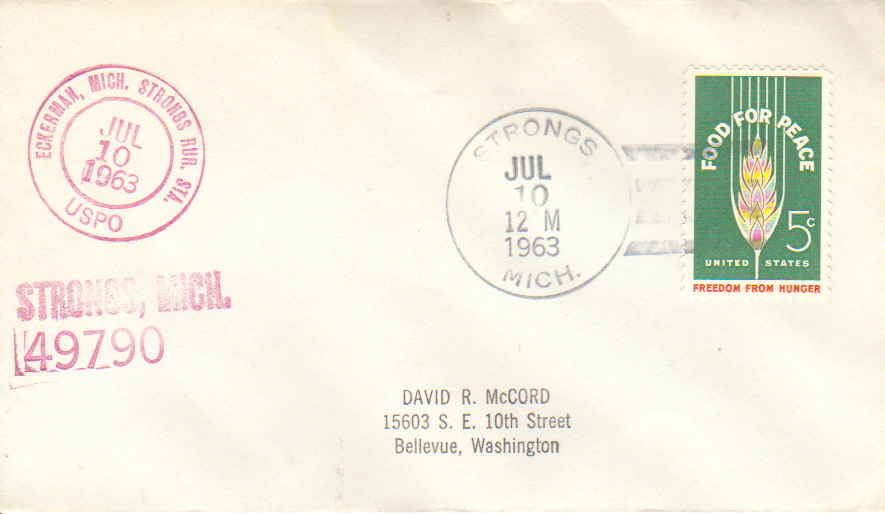 ECKERMAN, MICH. STRONGS RUR. STA.
JUL
10
1963
USPO
STRONGS, MICH.
49790
STRONGS
JUL
10
12 M
1963
MICH.
FOOD FOR PEACE
5c
UNITED STATES
FREEDOM FROM HUNGER
DAVID R. McCORD
15603 S. E. 10th Street
Bellevue, Washington